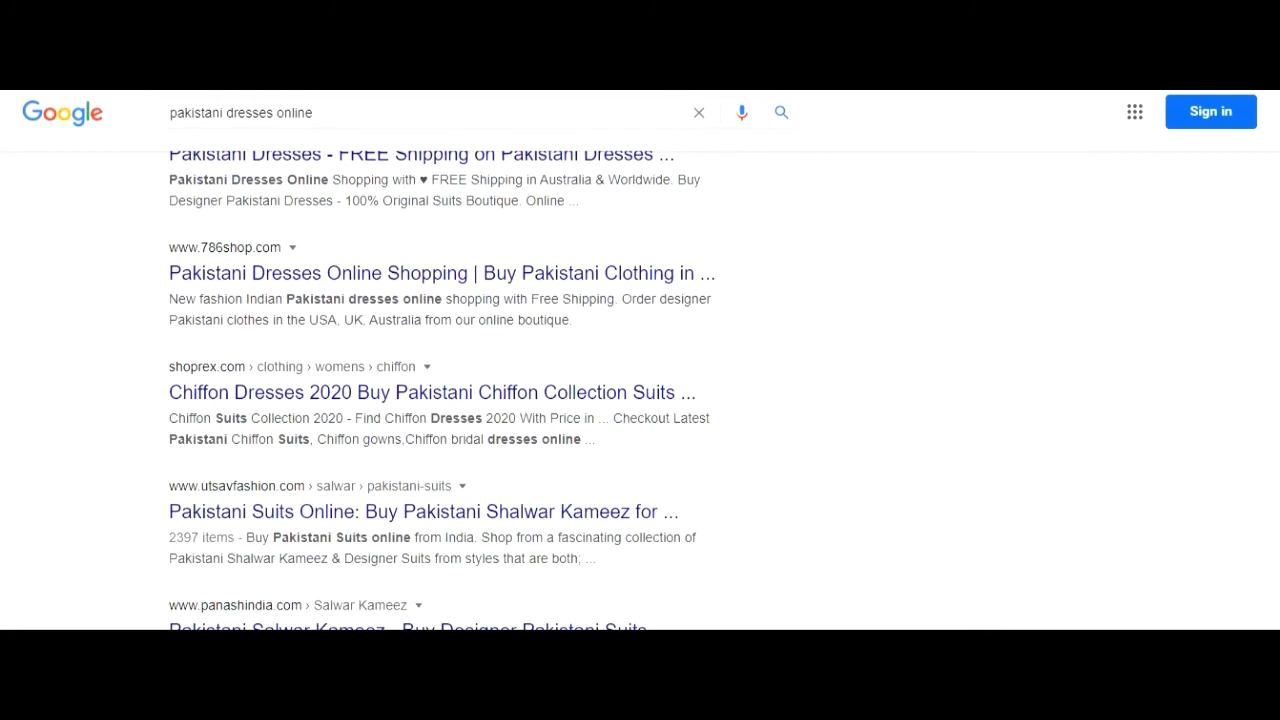 Google
pakistani dresses online
Sign in
Pakistani Dresses - FREE Shipping on Pakistani Dresses ...
Pakistani Dresses Online Shopping with ♥ FREE Shipping in Australia & Worldwide. Buy
Designer Pakistani Dresses - 100% Original Suits Boutique. Online ...
www.786shop.com
Pakistani Dresses Online Shopping | Buy Pakistani Clothing in ...
New fashion Indian Pakistani dresses online shopping with Free Shipping. Order designer
Pakistani clothes in the USA, UK, Australia from our online boutique.
shoprex.com › clothing › womens › chiffon
Chiffon Dresses 2020 Buy Pakistani Chiffon Collection Suits ...
Chiffon Suits Collection 2020 - Find Chiffon Dresses 2020 With Price in ... Checkout Latest
Pakistani Chiffon Suits, Chiffon gowns,Chiffon bridal dresses online ...
www.utsavfashion.com › salwar › pakistani-suits
Pakistani Suits Online: Buy Pakistani Shalwar Kameez for ...
2397 items - Buy Pakistani Suits online from India. Shop from a fascinating collection of
Pakistani Shalwar Kameez & Designer Suits from styles that are both; ...
www.panashindia.com › Salwar Kameez
Pakistani Salwar Kameez - Buy Designer Pakistani Suits